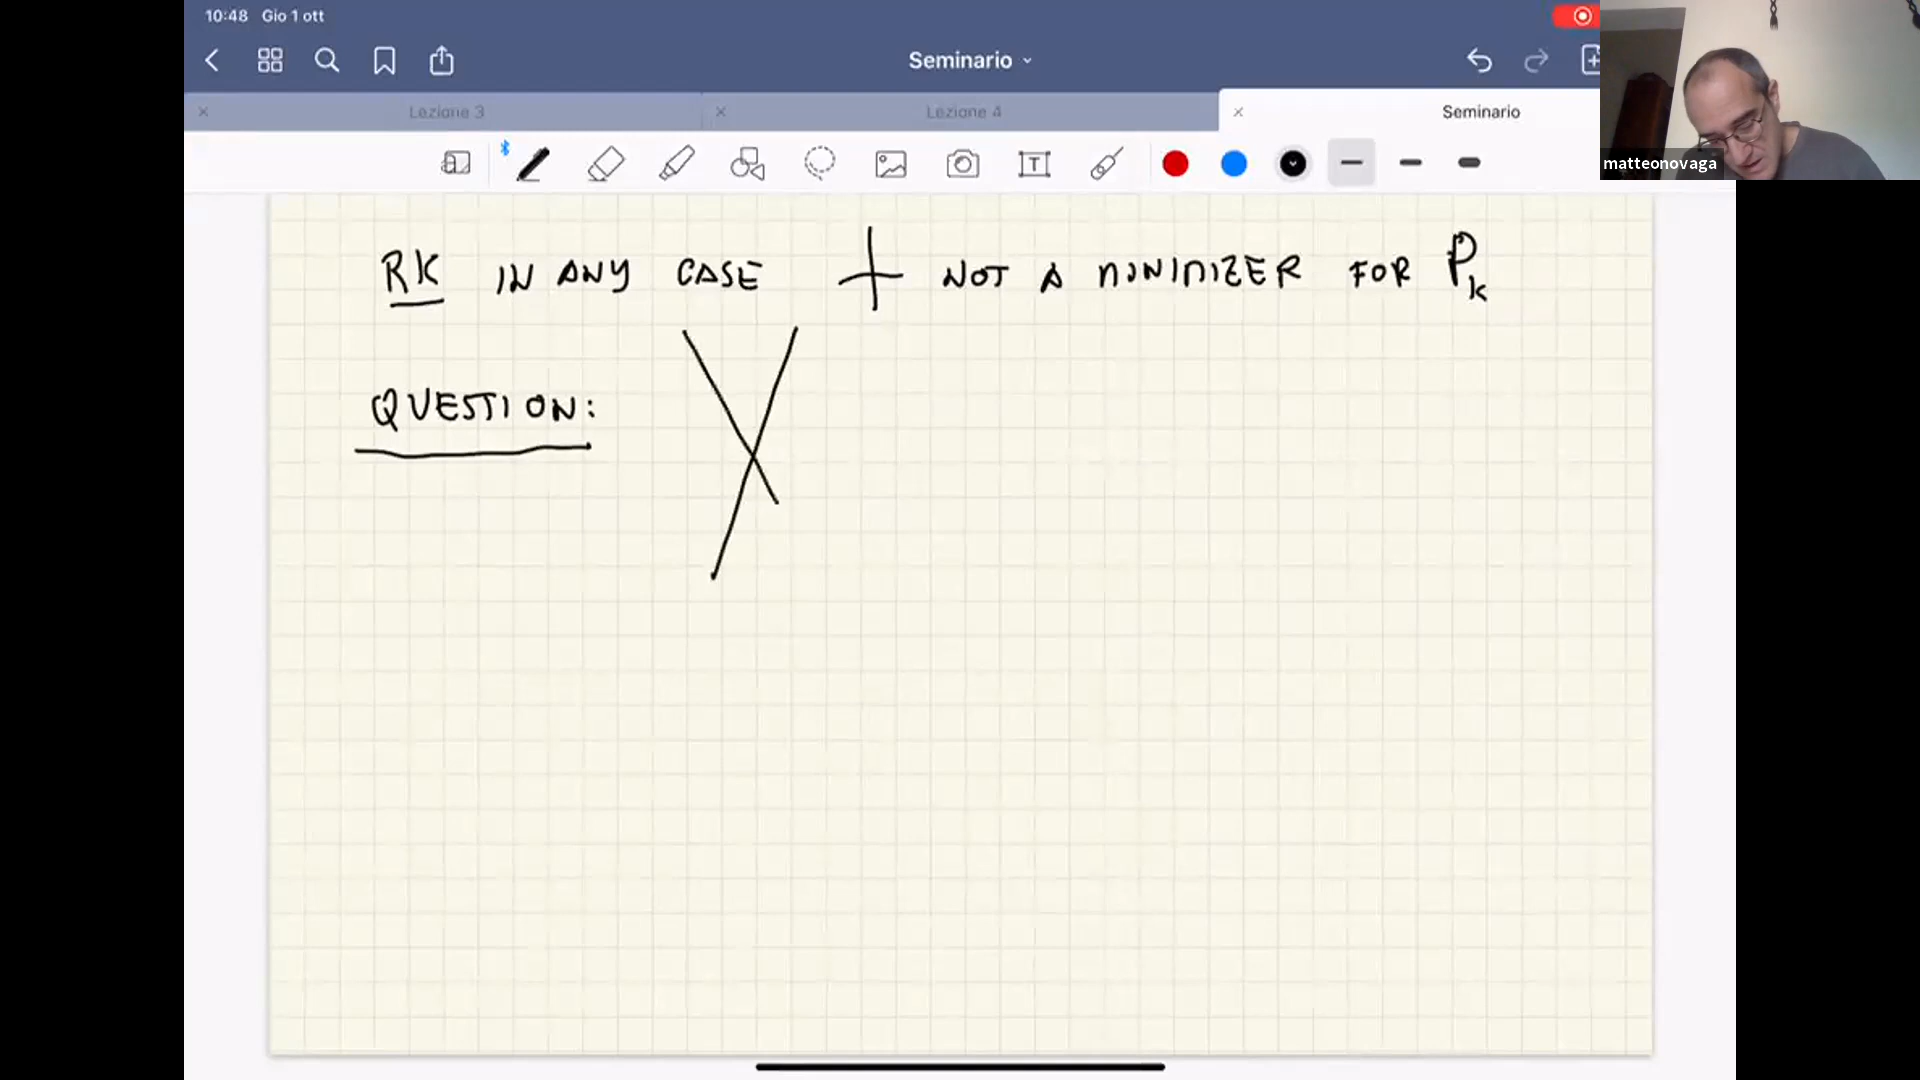 10:48 Gio 1 ott
Seminario
Lezione 3
Lezione 4
Seminario
matteonovaga
RK IN ANY CASE + NOT A MINIMIZER FOR Pk
QUESTION: